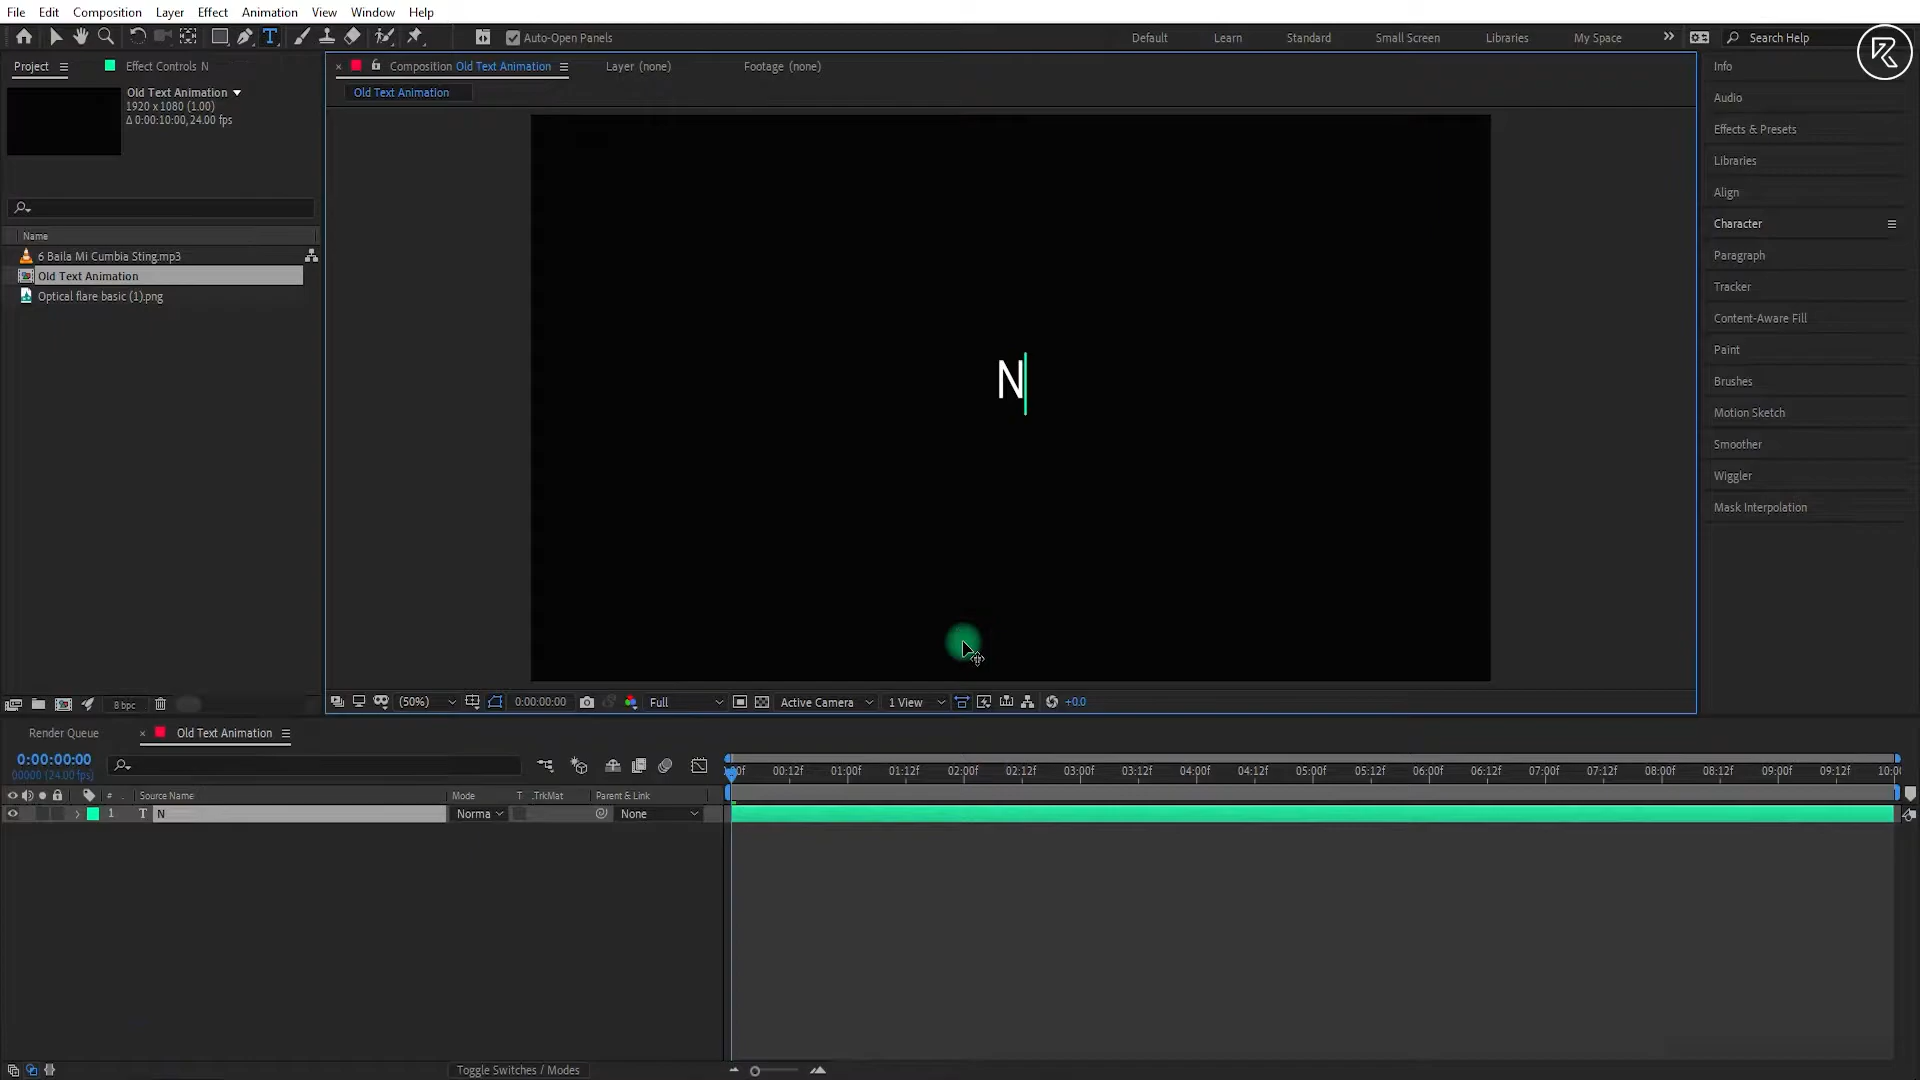 File Edit Composition Layer Effect Animation View Window Help
Auto-Open Panels Default Learn Standard Small Screen Libraries My Space Search Help
Project Effect Controls N
Composition Old Text Animation Layer (none) Footage (none)
Old Text Animation
Old Text Animation
1920 x 1080 (1.00)
Δ 0:00:10:00, 24.00 fps
Name
6 Baila Mi Cumbia Sting.mp3
Old Text Animation
Optical flare basic (1).png
N
Info
Audio
Effects & Presets
Libraries
Align
Character
Paragraph
Tracker
Content-Aware Fill
Paint
Brushes
Motion Sketch
Smoother
Wiggler
Mask Interpolation
8 bpc
(50%) 0:00:00:00 Full Active Camera 1 View +0.0
Render Queue Old Text Animation
0:00:00:00
00000 (24.00 fps)
00:12f 01:00f 01:12f 02:00f 02:12f 03:00f 03:12f 04:00f 04:12f 05:00f 05:12f 06:00f 06:12f 07:00f 07:12f 08:00f 08:12f 09:00f 09:12f 10:0
# Source Name Mode T .TrkMat Parent & Link
1 T N Norma None
Toggle Switches / Modes